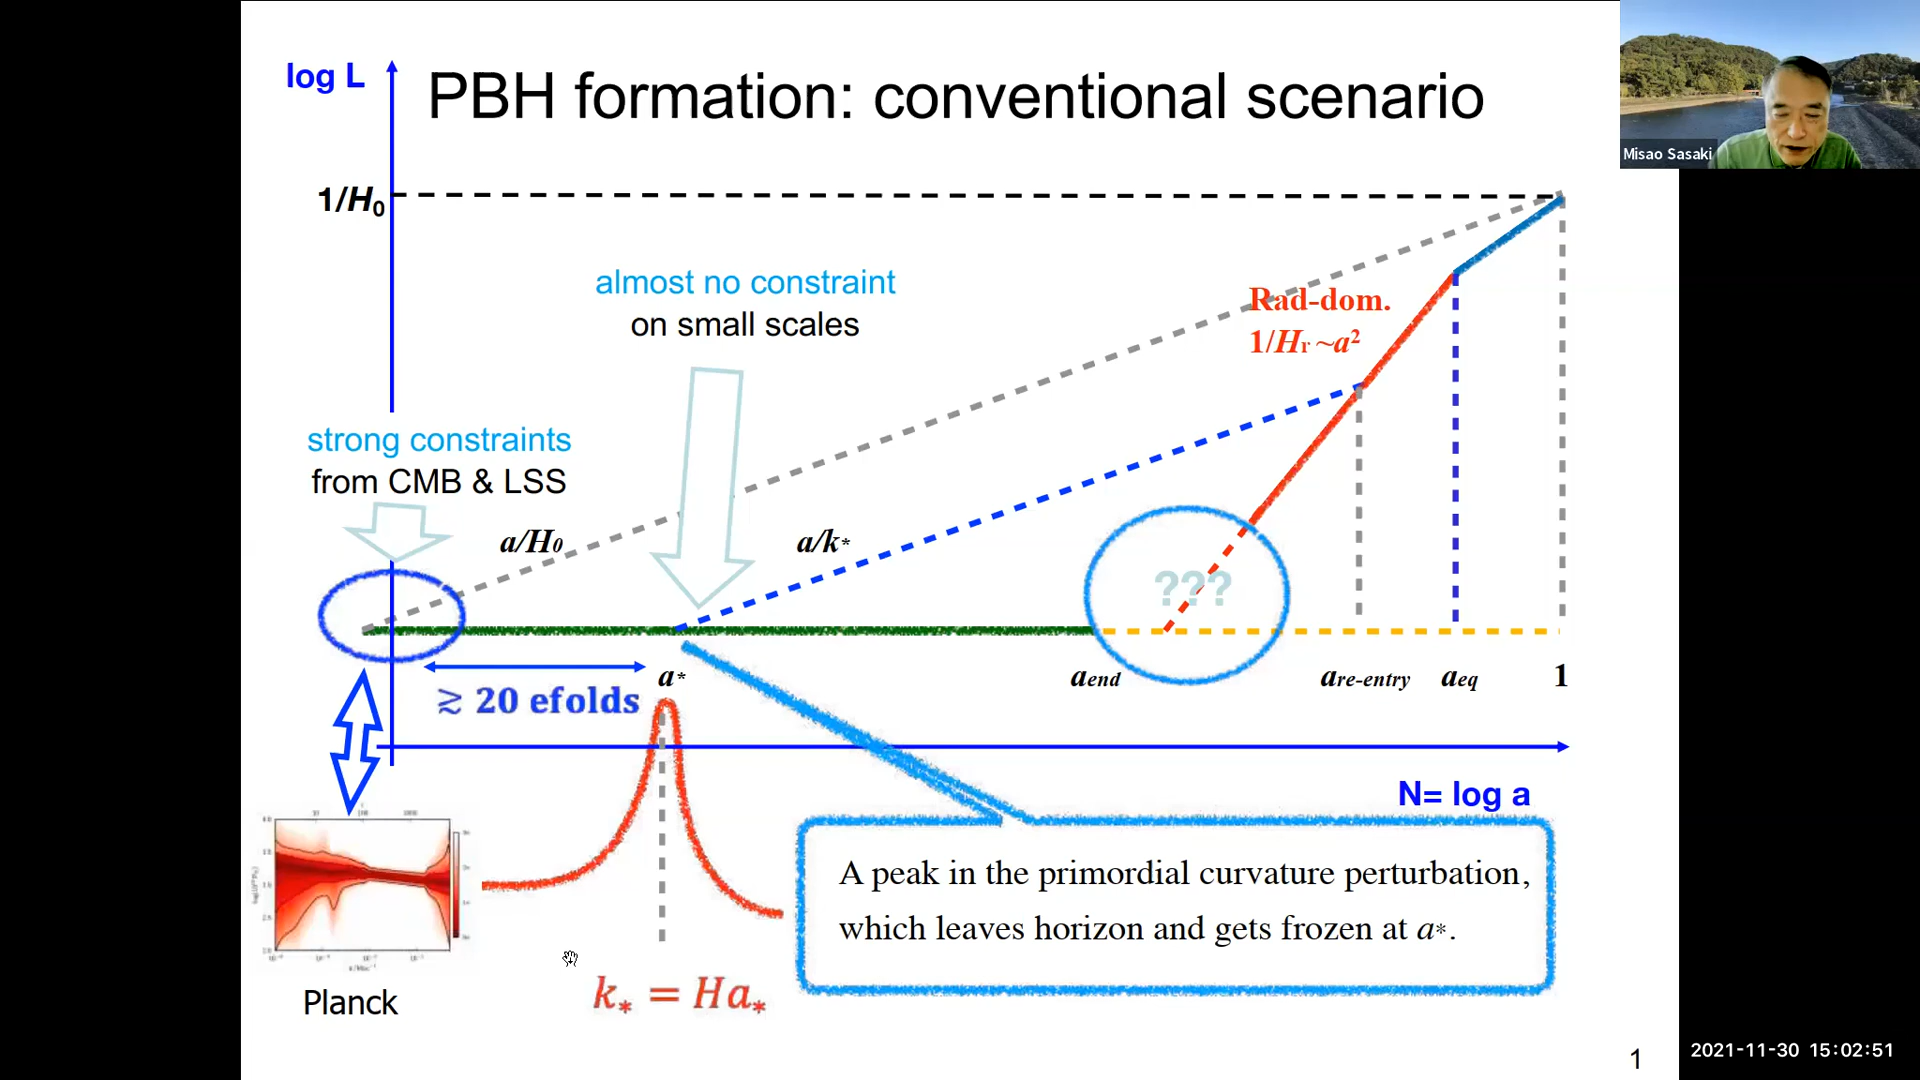 log L
PBH formation: conventional scenario
Misao Sasaki
1/H₀
almost no constraint
on small scales
Rad-dom.
1/Hr ~a²
strong constraints
from CMB & LSS
a/H₀
a/k*
???
≳ 20 efolds
a*
aend
are-entry
aeq
1
N= log a
A peak in the primordial curvature perturbation,
which leaves horizon and gets frozen at a*.
k* = Ha*
Planck
1
2021-11-30 15:02:51